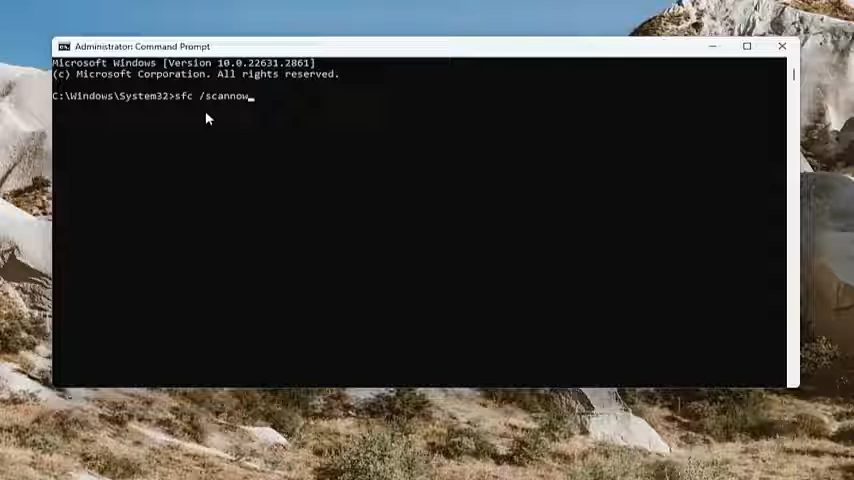 Administrator: Command Prompt
Microsoft Windows [Version 10.0.22631.2861]
(c) Microsoft Corporation. All rights reserved.
C:\Windows\System32>sfc /scannow